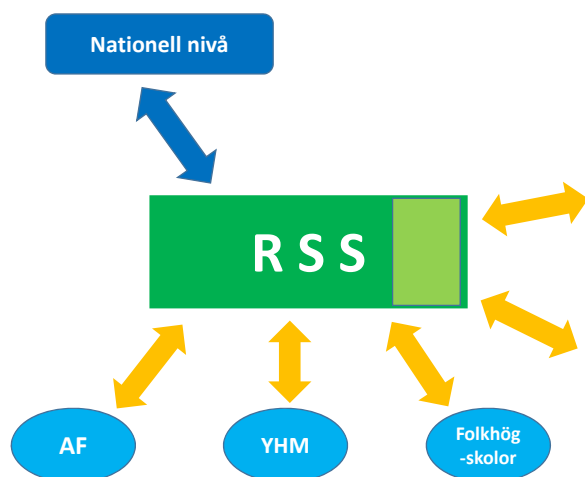 Nationell nivå
R S S
AF
YHM
Folkhög
-skolor